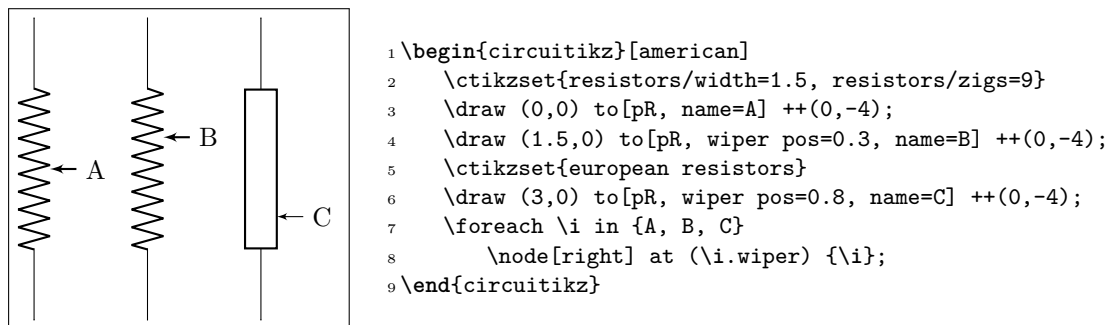 A
B
C
1 \begin{circuitikz}[american]
2 \ctikzset{resistors/width=1.5, resistors/zigs=9}
3 \draw (0,0) to[pR, name=A] ++(0,-4);
4 \draw (1.5,0) to[pR, wiper pos=0.3, name=B] ++(0,-4);
5 \ctikzset{european resistors}
6 \draw (3,0) to[pR, wiper pos=0.8, name=C] ++(0,-4);
7 \foreach \i in {A, B, C}
8 \node[right] at (\i.wiper) {\i};
9 \end{circuitikz}